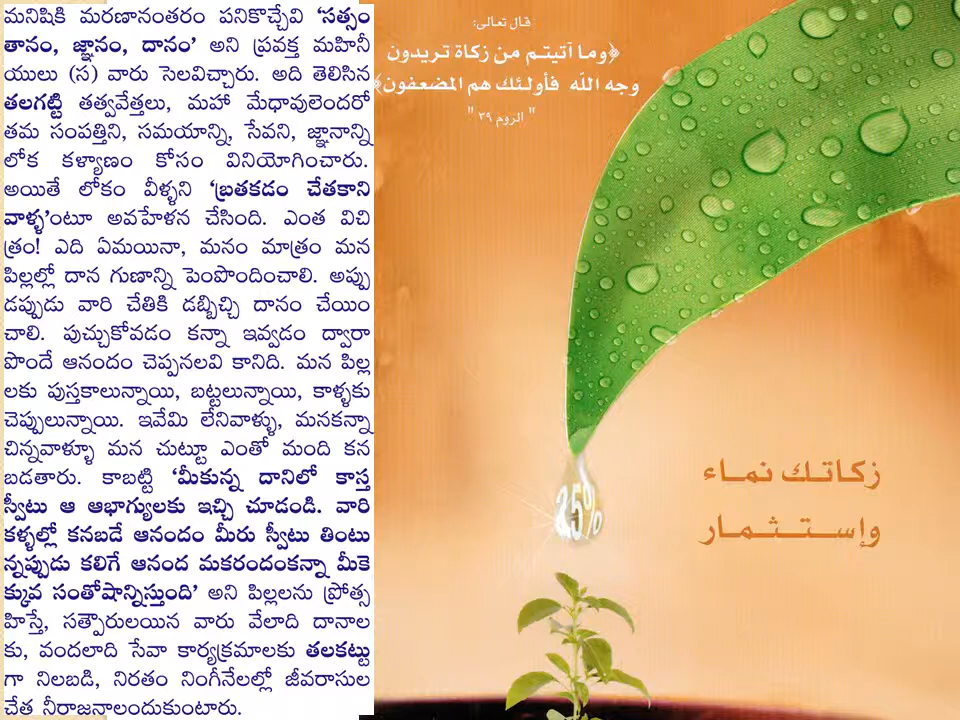 మనిషికి మరణానంతరం పనికొచ్చేవి ‘సత్సం
తానం, జ్ఞానం, దానం’ అని ప్రవక్త మహినీ
యులు (స) వారు సెలవిచ్చారు. అది తెలిసిన
తలగట్టి తత్వవేత్తలు, మహా మేధావులెందరో
తమ సంపత్తిని, సమయాన్ని, సేవని, జ్ఞానాన్ని
లోక కళ్యాణం కోసం వినియోగించారు.
అయితే లోకం వీళ్ళని ‘బ్రతకడం చేతకాని
వాళ్ళ’ంటూ అవహేళన చేసింది. ఎంత విచి
త్రం! ఎది ఏమయినా, మనం మాత్రం మన
పిల్లల్లో దాన గుణాన్ని పెంపొందించాలి. అప్పు
డప్పుడు వారి చేతికి డబ్బిచ్చి దానం చేయిం
చాలి. పుచ్చుకోవడం కన్నా ఇవ్వడం ద్వారా
పొందే ఆనందం చెప్పనలవి కానిది. మన పిల్ల
లకు పుస్తకాలున్నాయి, బట్టలున్నాయి, కాళ్ళకు
చెప్పులున్నాయి. ఇవేమి లేనివాళ్ళు, మనకన్నా
చిన్నవాళ్ళూ మన చుట్టూ ఎంతో మంది కన
బడతారు. కాబట్టి ‘మీకున్న దానిలో కాస్త
స్వీటు ఆ ఆభాగ్యులకు ఇచ్చి చూడండి. వారి
కళ్ళల్లో కనబడే ఆనందం మీరు స్వీటు తింటు
న్నప్పుడు కలిగే ఆనంద మకరందంకన్నా మీకె
క్కువ సంతోషాన్నిస్తుంది’ అని పిల్లలను ప్రోత్స
హిస్తే, సత్పౌరులయిన వారు వేలాది దానాల
కు, వందలాది సేవా కార్యక్రమాలకు తలకట్టు
గా నిలబడి, నిరతం నింగీనేలల్లో జీవరాసుల
చేత నీరాజనాలందుకుంటారు.
قال تعالى:
﴿وما آتيتم من زكاة تريدون
وجه الله فأولئك هم المضعفون﴾
" الروم ٣٩ "
2.5%
زكاتك نماء
وإستثمار